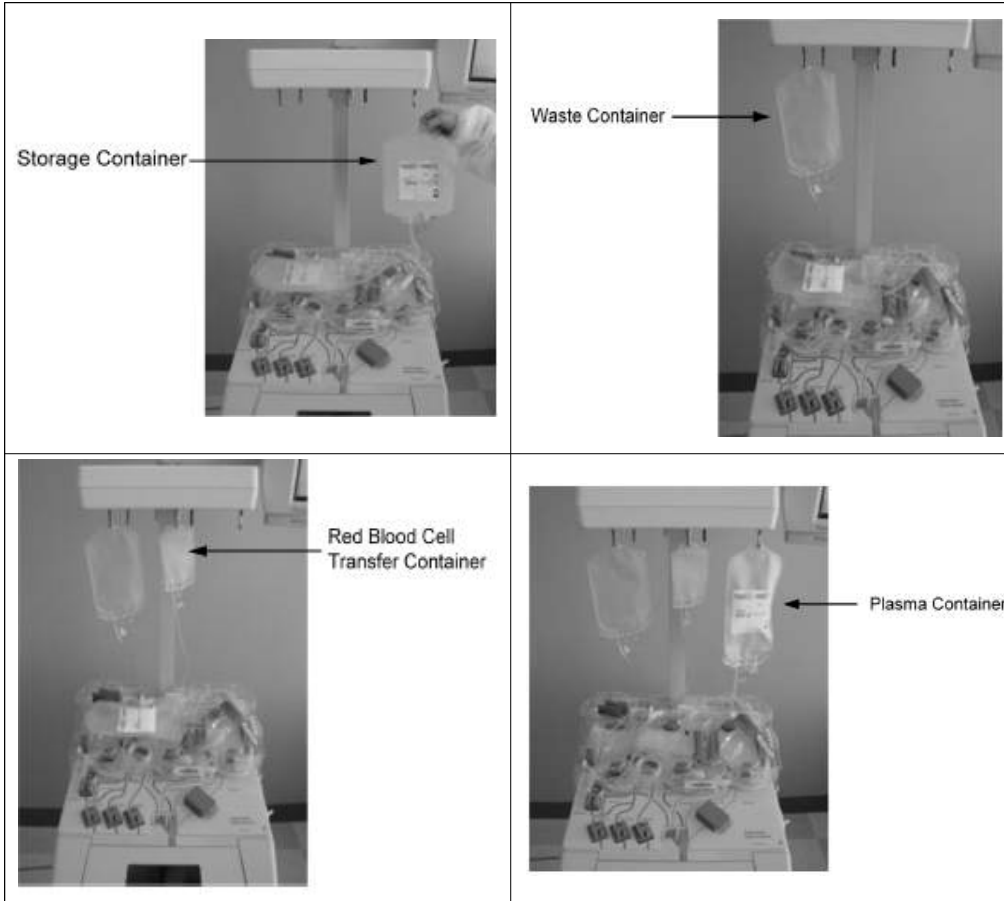 Storage Container
Waste Container
Red Blood Cell
Transfer Container
Plasma Container